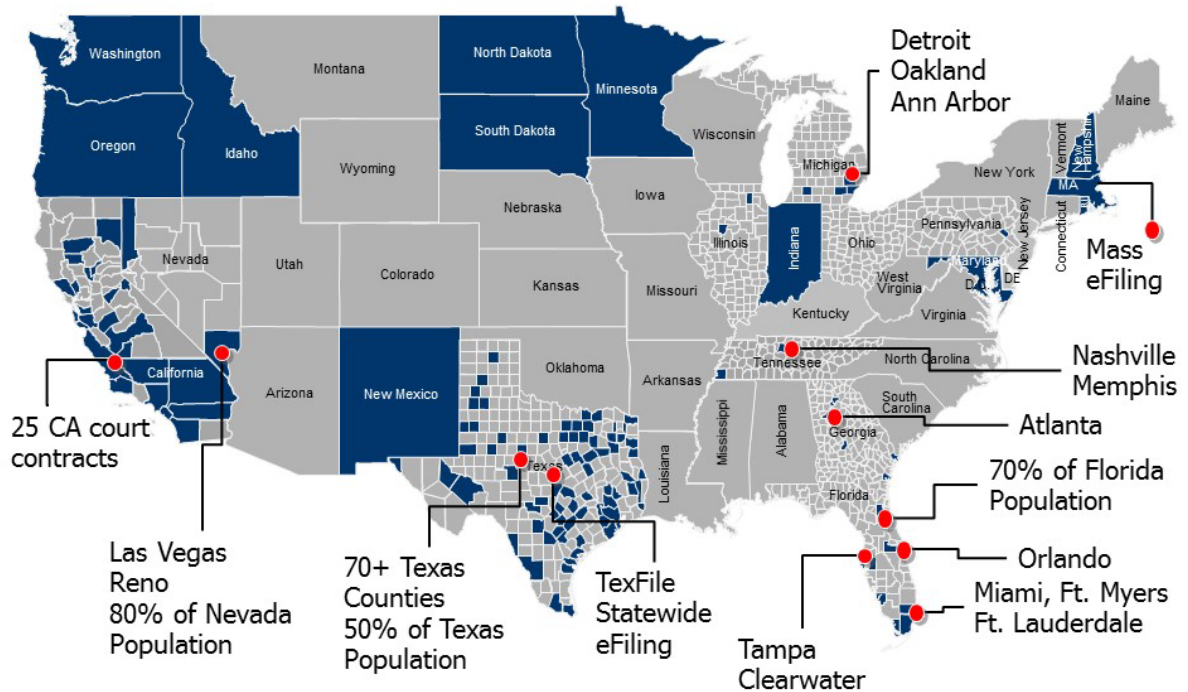 Washington
Oregon
Idaho
Montana
Wyoming
North Dakota
South Dakota
Minnesota
Wisconsin
Michigan
Detroit
Oakland
Ann Arbor
Maine
Vermont
New
Hampshire
MA
New York
Connecticut
New Jersey
Pennsylvania
Maryland
DE
Mass
eFiling
Nevada
Utah
Colorado
Nebraska
Kansas
Iowa
Missouri
Illinois
Indiana
Ohio
West
Virginia
Virginia
Kentucky
California
Arizona
New Mexico
Oklahoma
Arkansas
Tennessee
North Carolina
South
Carolina
Nashville
Memphis
Texas
Louisiana
Mississippi
Alabama
Georgia
Atlanta
Florida
70% of Florida
Population
Orlando
Miami, Ft. Myers
Ft. Lauderdale
Tampa
Clearwater
25 CA court
contracts
Las Vegas
Reno
80% of Nevada
Population
70+ Texas
Counties
50% of Texas
Population
TexFile
Statewide
eFiling